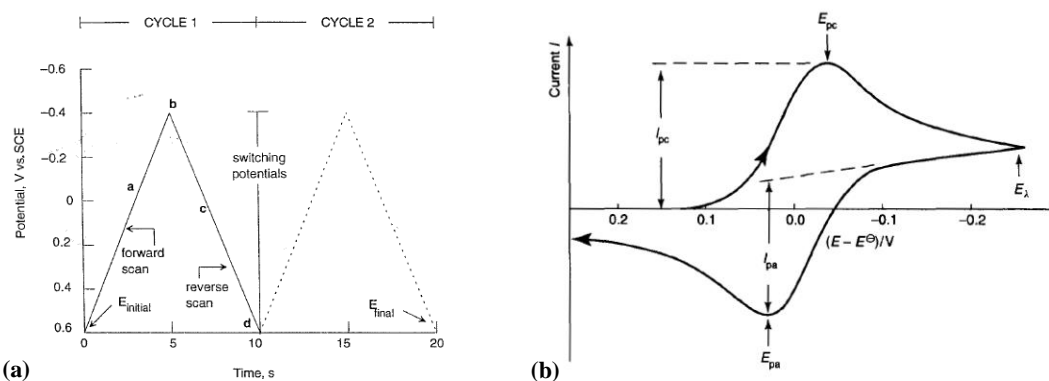 CYCLE 1 CYCLE 2
Potential, V vs. SCE
−0.6
−0.4
−0.2
0
0.2
0.4
0.6
b
a
c
d
switching
potentials
forward
scan
reverse
scan
E initial
E final
0 5 10 15 20
Time, s
(a)
Current I
E pc
I pc
I pa
E pa
E λ
0.2 0.1 0.0 −0.1 −0.2
(E − E⊖)/V
(b)